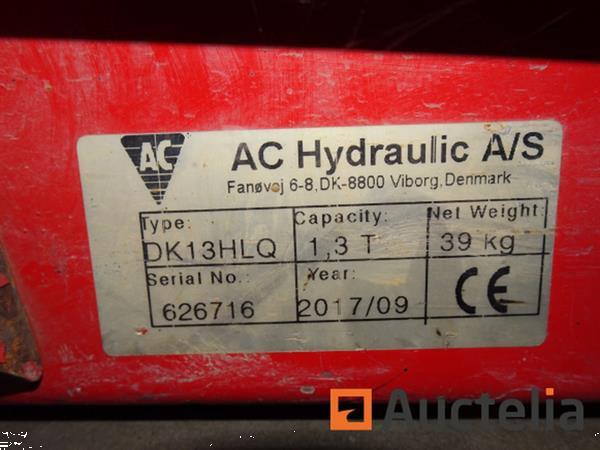 AC
AC Hydraulic A/S
Fanøvej 6-8, DK-8800 Viborg, Denmark
Type: Capacity: Net Weight:
DK13HLQ 1,3 T 39 kg
Serial No.: Year:
626716 2017/09 CE
Auctelia